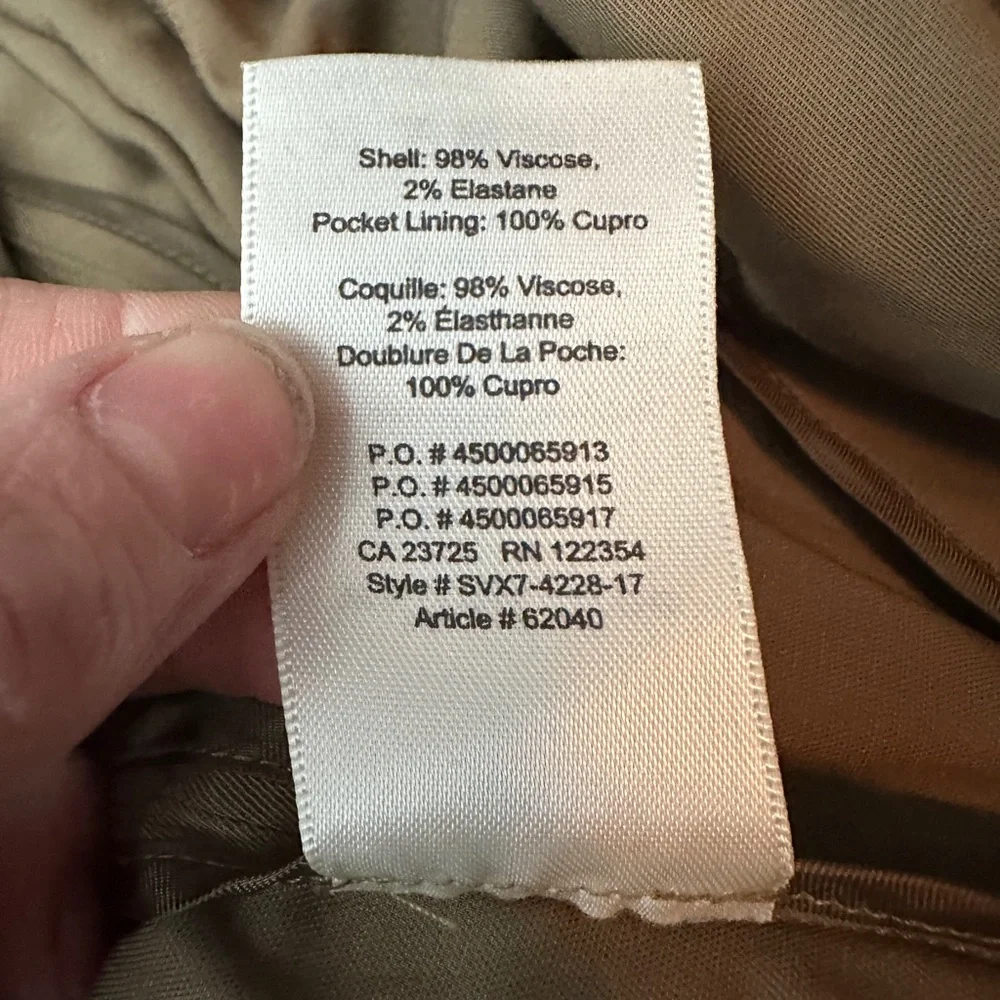 Shell: 98% Viscose,
2% Elastane
Pocket Lining: 100% Cupro
Coquille: 98% Viscose,
2% Élasthanne
Doublure De La Poche:
100% Cupro
P.O. # 4500065913
P.O. # 4500065915
P.O. # 4500065917
CA 23725 RN 122354
Style # SVX7-4228-17
Article # 62040